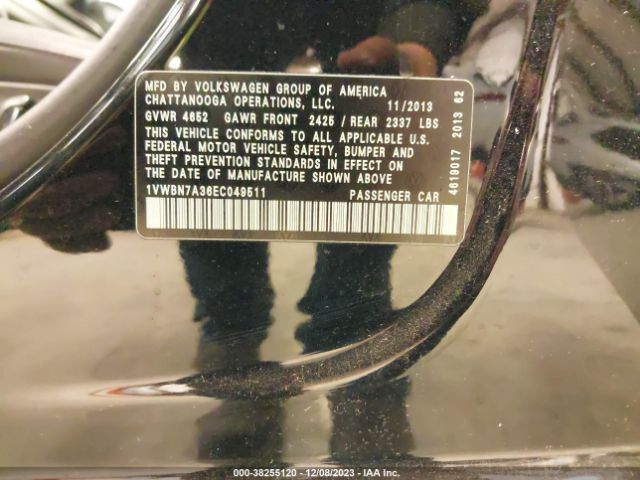 MFD BY VOLKSWAGEN GROUP OF AMERICA
CHATTANOOGA OPERATIONS, LLC. 11/2013
GVWR 4652 GAWR FRONT 2425 / REAR 2337 LBS
THIS VEHICLE CONFORMS TO ALL APPLICABLE U.S.
FEDERAL MOTOR VEHICLE SAFETY, BUMPER AND
THEFT PREVENTION STANDARDS IN EFFECT ON
THE DATE OF MANUFACTURE SHOWN ABOVE
1VWBN7A36EC049511 PASSENGER CAR
4619017 2013 62
000-38255120 - 12/08/2023 - IAA Inc.